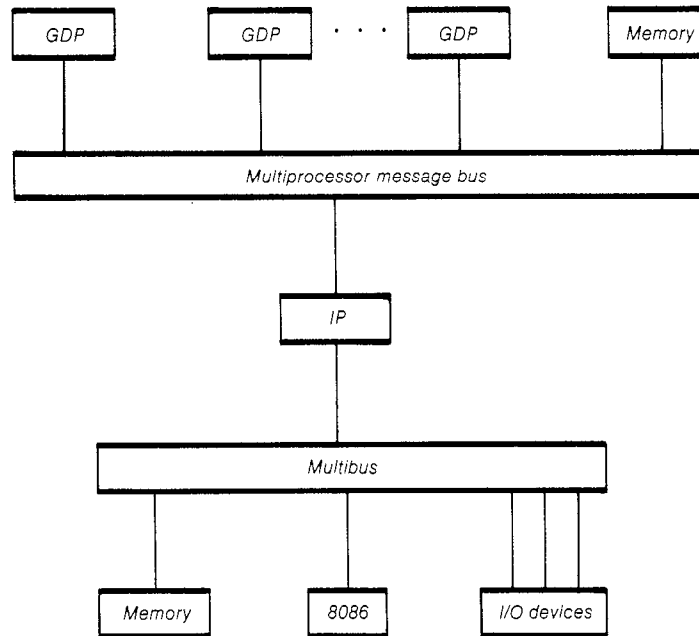 GDP GDP . . . GDP Memory
Multiprocessor message bus
IP
Multibus
Memory 8086 I/O devices